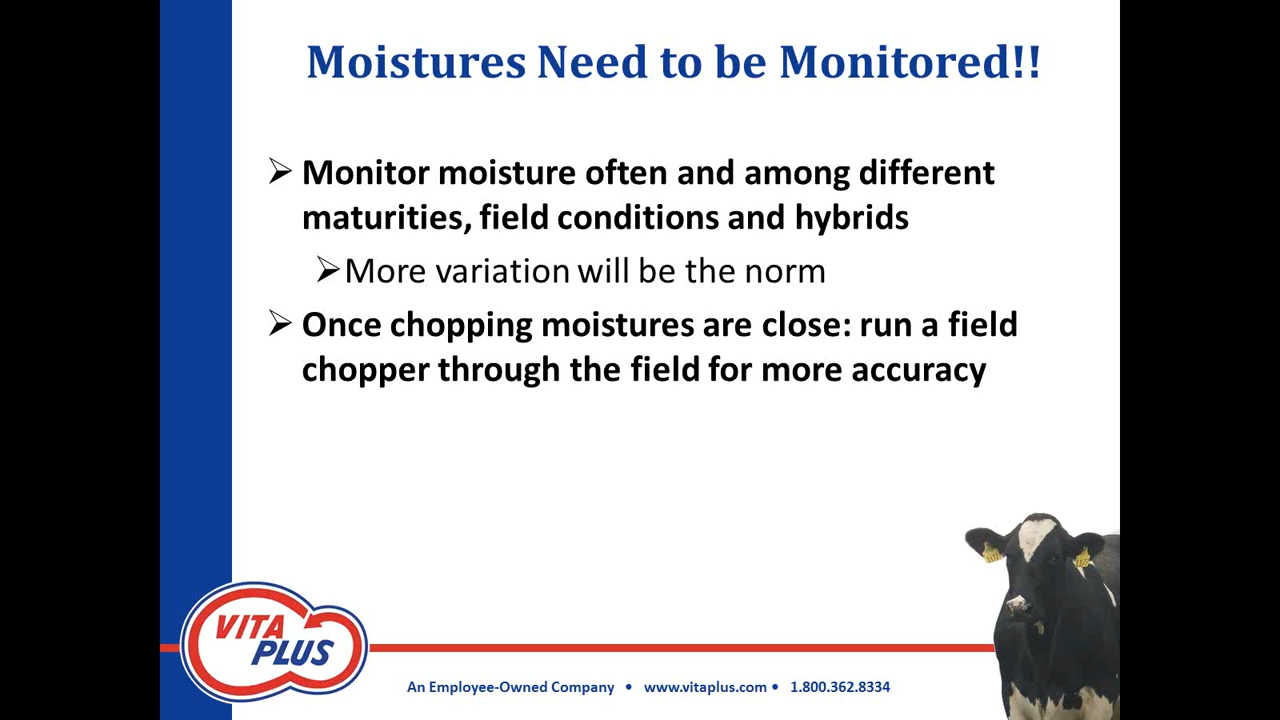 Moistures Need to be Monitored!!
➢ Monitor moisture often and among different
maturities, field conditions and hybrids
➢More variation will be the norm
➢ Once chopping moistures are close: run a field
chopper through the field for more accuracy
VITA
PLUS
An Employee-Owned Company • www.vitaplus.com • 1.800.362.8334